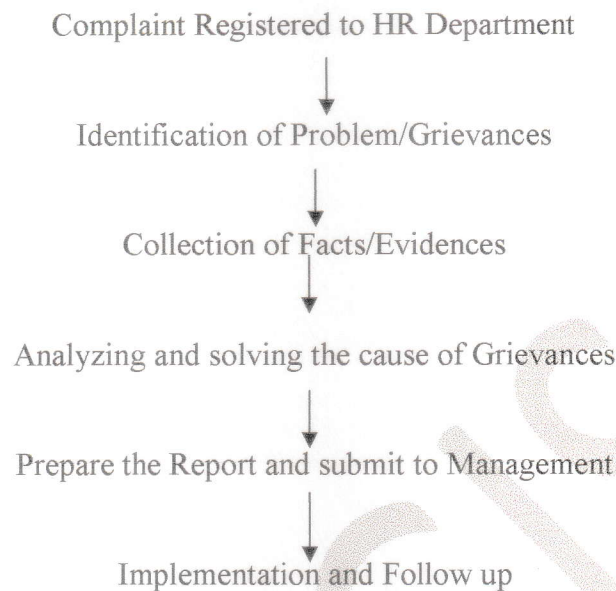 Complaint Registered to HR Department
Identification of Problem/Grievances
Collection of Facts/Evidences
Analyzing and solving the cause of Grievances
Prepare the Report and submit to Management
Implementation and Follow up